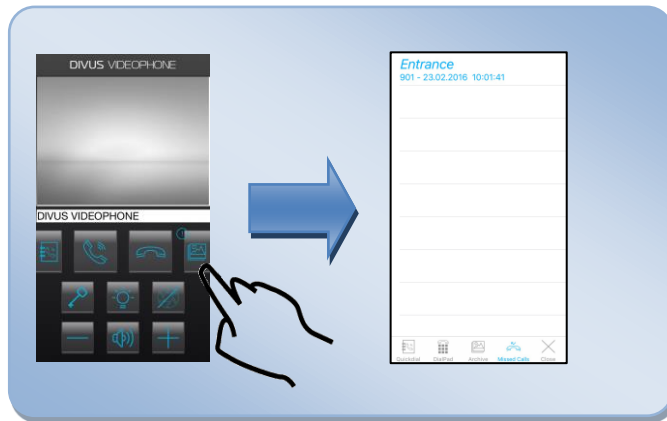 DIVUS VIDEOPHONE
DIVUS VIDEOPHONE
Entrance
901 - 23.02.2016 10:01:41
Quickdial DialPad Archive Missed Calls Close